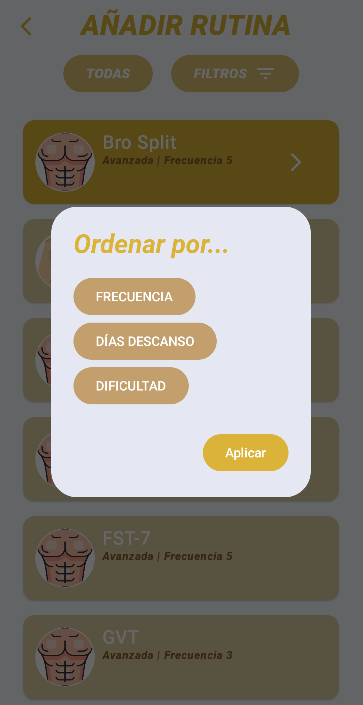 AÑADIR RUTINA
TODAS
FILTROS
Bro Split
Avanzada | Frecuencia 5
Ordenar por...
FRECUENCIA
DÍAS DESCANSO
DIFICULTAD
Aplicar
FST-7
Avanzada | Frecuencia 5
GVT
Avanzada | Frecuencia 3